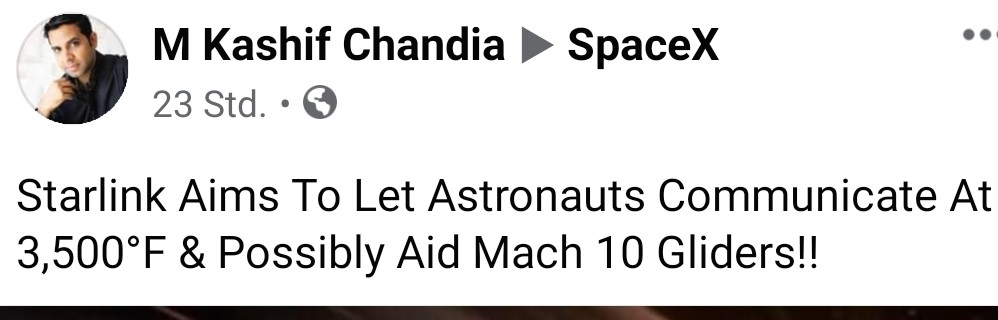 M Kashif Chandia ▶ SpaceX
23 Std. •
Starlink Aims To Let Astronauts Communicate At
3,500°F & Possibly Aid Mach 10 Gliders!!